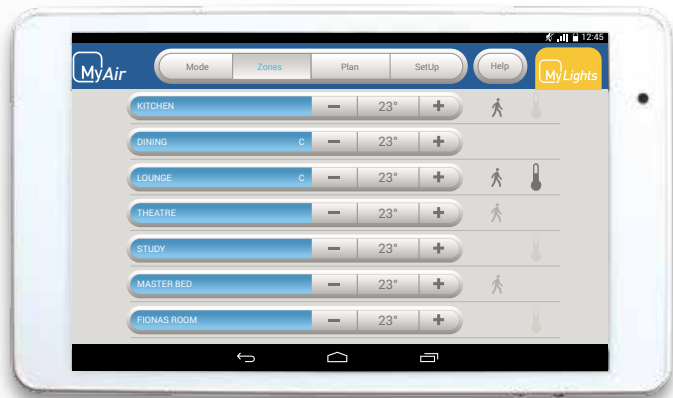 12:45
MyAir
Mode
Zones
Plan
SetUp
Help
MyLights
KITCHEN
23°
DINING C
23°
LOUNGE C
23°
THEATRE
23°
STUDY
23°
MASTER BED
23°
FIONAS ROOM
23°